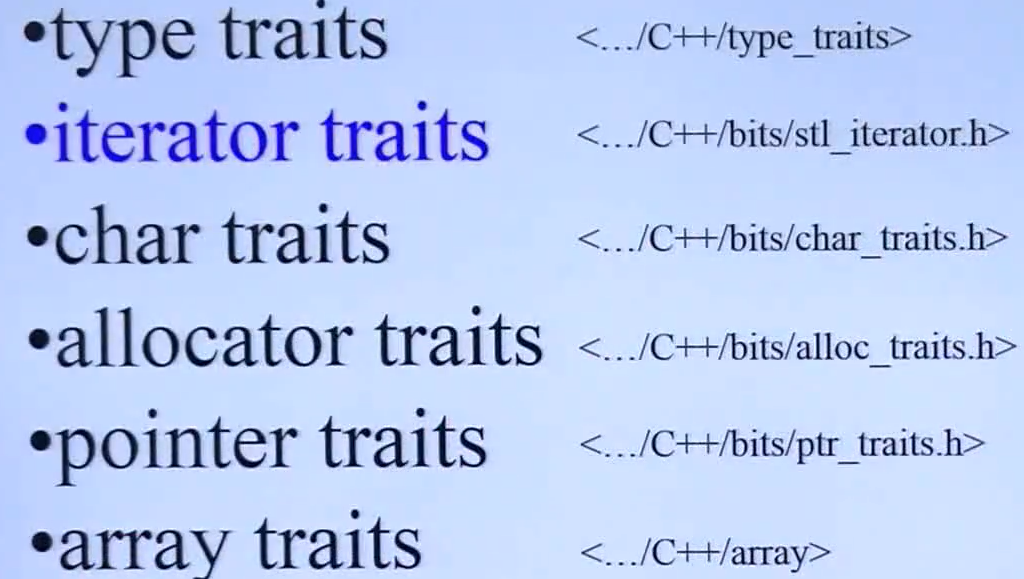 •type traits <.../C++/type_traits>
•iterator traits <.../C++/bits/stl_iterator.h>
•char traits <.../C++/bits/char_traits.h>
•allocator traits <.../C++/bits/alloc_traits.h>
•pointer traits <.../C++/bits/ptr_traits.h>
•array traits <.../C++/array>